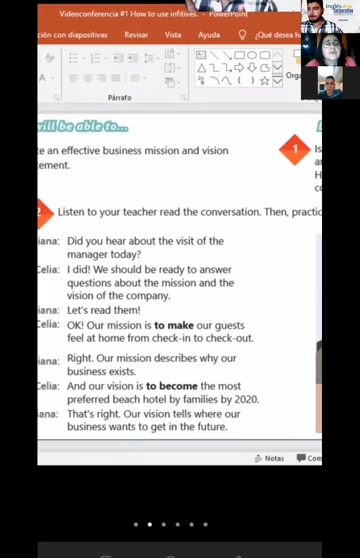 Videoconferencia #1 How to use infitives. - PowerPoint
Inglés
Corporativo
ción con diapositivas Revisar Vista Ayuda ¿Qué desea
Párrafo
will be able to...
te an effective business mission and vision
tement.
1
2 Listen to your teacher read the conversation. Then, practic
iana: Did you hear about the visit of the
manager today?
Celia: I did! We should be ready to answer
questions about the mission and the
vision of the company.
iana: Let's read them!
Celia: OK! Our mission is to make our guests
feel at home from check-in to check-out.
iana: Right. Our mission describes why our
business exists.
Celia: And our vision is to become the most
preferred beach hotel by families by 2020.
iana: That's right. Our vision tells where our
business wants to get in the future.
Notas Com